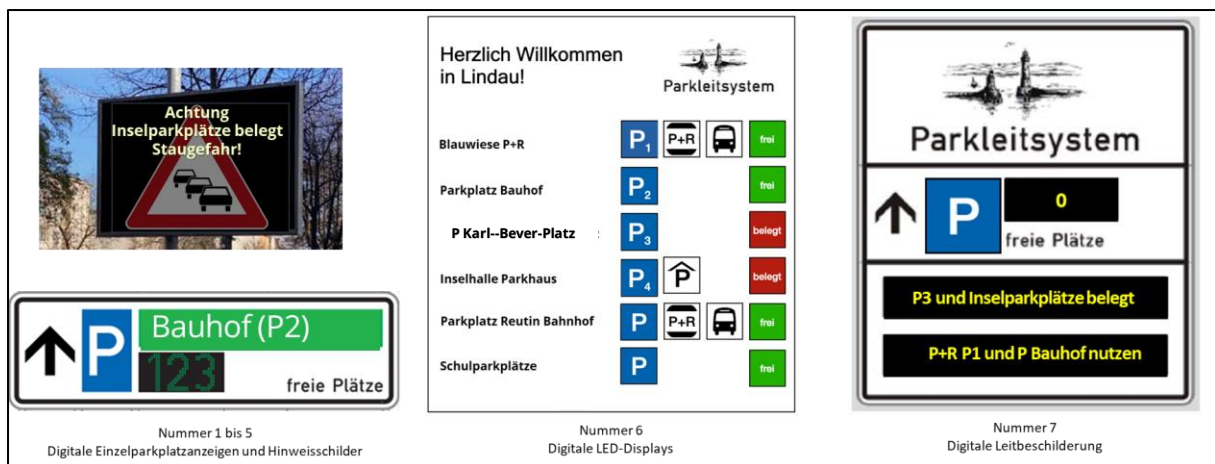 Achtung
Inselparkplätze belegt
Staugefahr!
P
Bauhof (P2)
123
freie Plätze
Nummer 1 bis 5
Digitale Einzelparkplatzanzeigen und Hinweisschilder
Herzlich Willkommen
in Lindau!
Parkleitsystem
Blauwiese P+R P1 P+R frei
Parkplatz Bauhof P2 frei
P Karl--Bever-Platz : P3 belegt
Inselhalle Parkhaus P4 P belegt
Parkplatz Reutin Bahnhof P P+R frei
Schulparkplätze P frei
Nummer 6
Digitale LED-Displays
Parkleitsystem
P
0
freie Plätze
P3 und Inselparkplätze belegt
P+R P1 und P Bauhof nutzen
Nummer 7
Digitale Leitbeschilderung